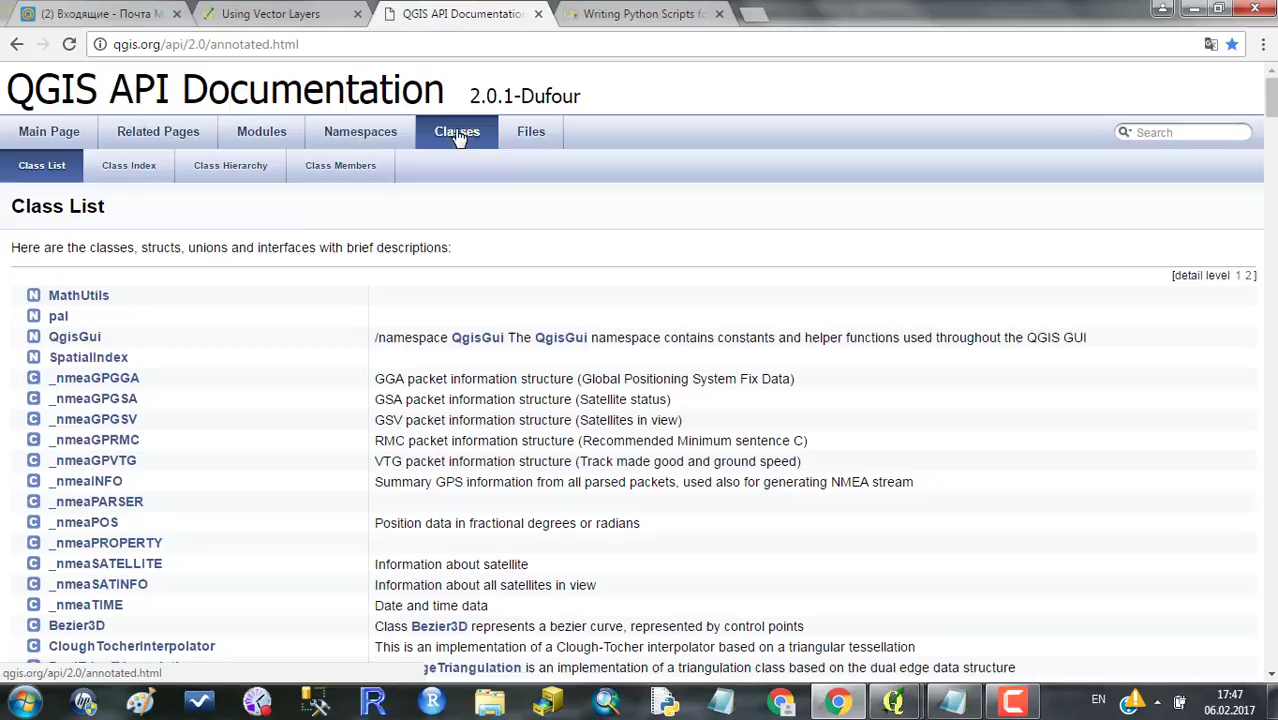 (2) Входящие - Почта M
Using Vector Layers
QGIS API Documentatio
Writing Python Scripts fo
qgis.org/api/2.0/annotated.html
QGIS API Documentation 2.0.1-Dufour
Main Page
Related Pages
Modules
Namespaces
Classes
Files
Search
Class List
Class Index
Class Hierarchy
Class Members
Class List
Here are the classes, structs, unions and interfaces with brief descriptions:
[detail level 1 2]
N MathUtils
N pal
N QgisGui /namespace QgisGui The QgisGui namespace contains constants and helper functions used throughout the QGIS GUI
N SpatialIndex
C _nmeaGPGGA GGA packet information structure (Global Positioning System Fix Data)
C _nmeaGPGSA GSA packet information structure (Satellite status)
C _nmeaGPGSV GSV packet information structure (Satellites in view)
C _nmeaGPRMC RMC packet information structure (Recommended Minimum sentence C)
C _nmeaGPVTG VTG packet information structure (Track made good and ground speed)
C _nmeaINFO Summary GPS information from all parsed packets, used also for generating NMEA stream
C _nmeaPARSER
C _nmeaPOS Position data in fractional degrees or radians
C _nmeaPROPERTY
C _nmeaSATELLITE Information about satellite
C _nmeaSATINFO Information about all satellites in view
C _nmeaTIME Date and time data
C Bezier3D Class Bezier3D represents a bezier curve, represented by control points
C CloughTocherInterpolator This is an implementation of a Clough-Tocher interpolator based on a triangular tessellation
geTriangulation is an implementation of a triangulation class based on the dual edge data structure
qgis.org/api/2.0/annotated.html
EN
17:47
06.02.2017